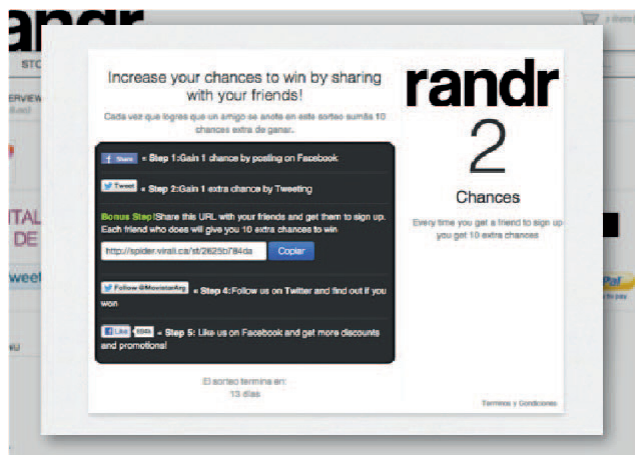 andr
STO
ERVIEW
ITAL
DE
weet
Increase your chances to win by sharing
with your friends!
Cada vez que logres que un amigo se anote en este sorteo sumás 10
chances extra de ganar.
f Share « Step 1:Gain 1 chance by posting on Facebook
Tweet « Step 2:Gain 1 extra chance by Tweeting
Bonus Step!Share this URL with your friends and get them to sign up.
Each friend who does will give you 10 extra chances to win
http://spider.virali.ca/st/2625b784da Copier
Follow @MovistarArg « Step 4:Follow us on Twitter and find out if you
won
Like « Step 5: Like us on Facebook and get more discounts
and promotions!
El sorteo termina en:
13 días
randr
2
Chances
Every time you get a friend to sign up
you get 10 extra chances
Terminos y Condiciones
Pal
to pay